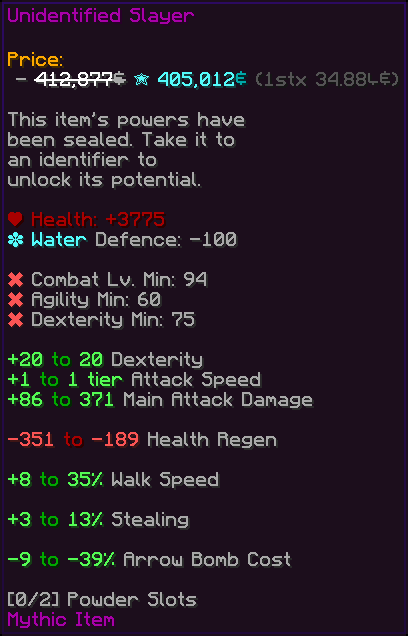 Unidentified Slayer
Price:
- 412,877 ✮ 405,012 (1stx 34.88)
This item's powers have
been sealed. Take it to
an identifier to
unlock its potential.
❤ Health: +3775
✽ Water Defence: -100
✖ Combat Lv. Min: 94
✖ Agility Min: 60
✖ Dexterity Min: 75
+20 to 20 Dexterity
+1 to 1 tier Attack Speed
+86 to 371 Main Attack Damage
-351 to -189 Health Regen
+8 to 35% Walk Speed
+3 to 13% Stealing
-9 to -39% Arrow Bomb Cost
[0/2] Powder Slots
Mythic Item